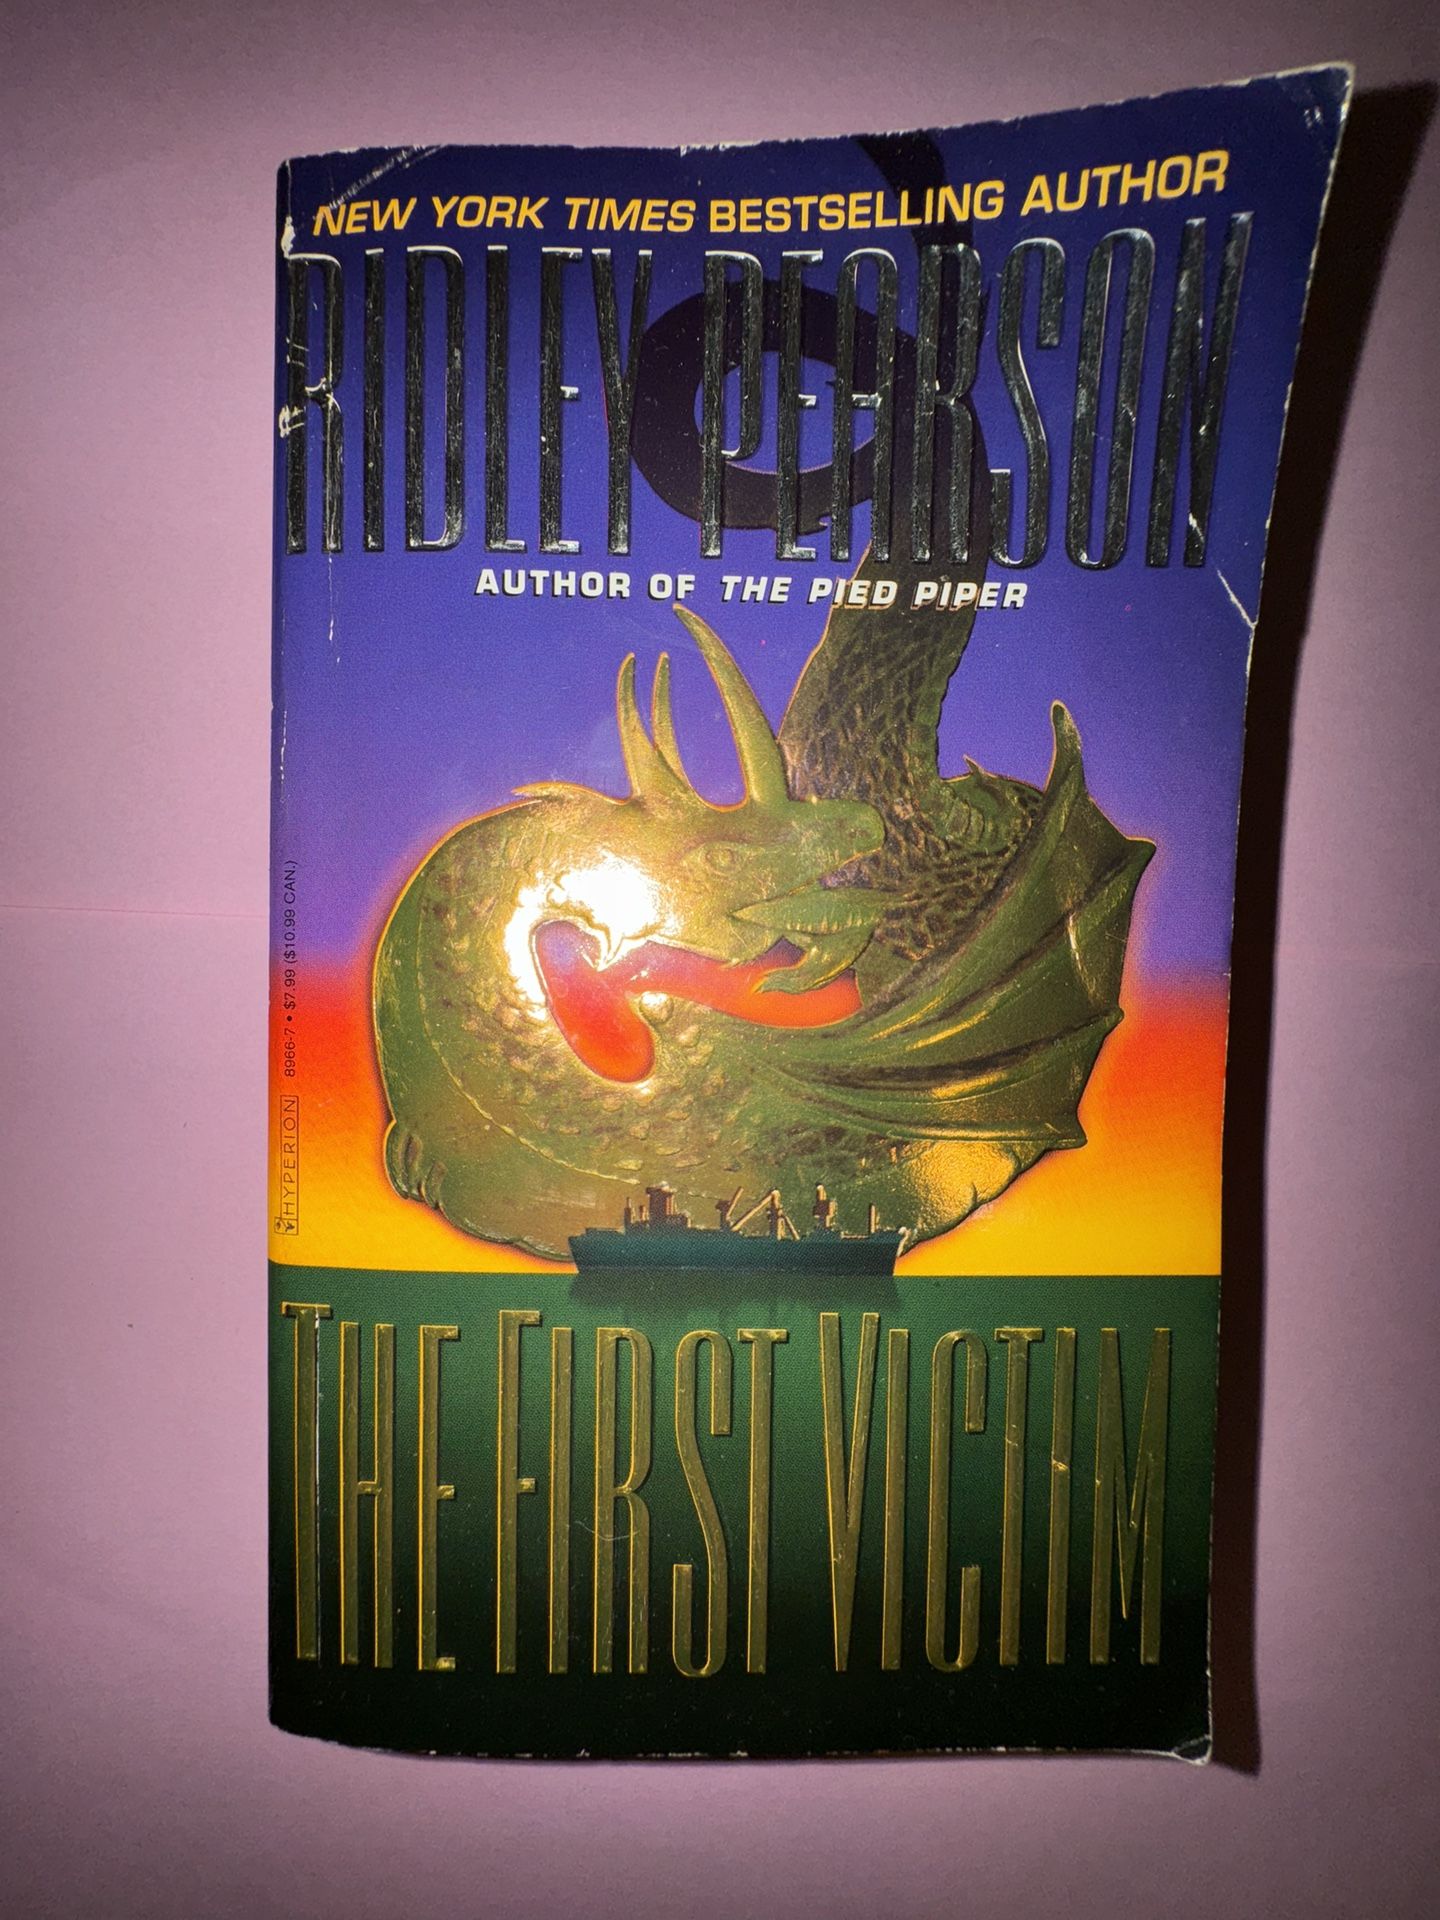 NEW YORK TIMES BESTSELLING AUTHOR
RIDLEY PEARSON
AUTHOR OF THE PIED PIPER
HYPERION 8966-7 • $7.99 ($10.99 CAN.)
THE FIRST VICTIM